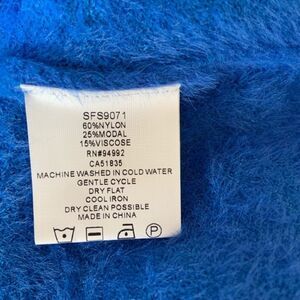 SFS9071
60%NYLON
25%MODAL
15%VISCOSE
RN#94992
CA51835
MACHINE WASHED IN COLD WATER
GENTLE CYCLE
DRY FLAT
COOL IRON
DRY CLEAN POSSIBLE
MADE IN CHINA
P